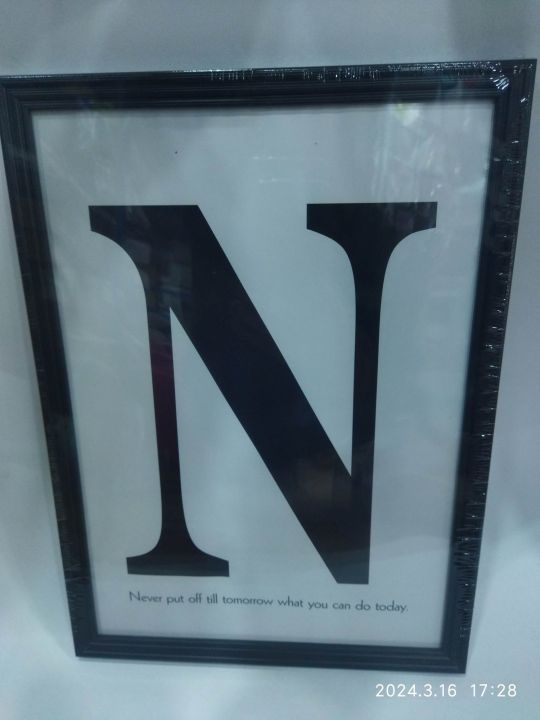 N
Never put off till tomorrow what you can do today.
2024.3.16 17:28